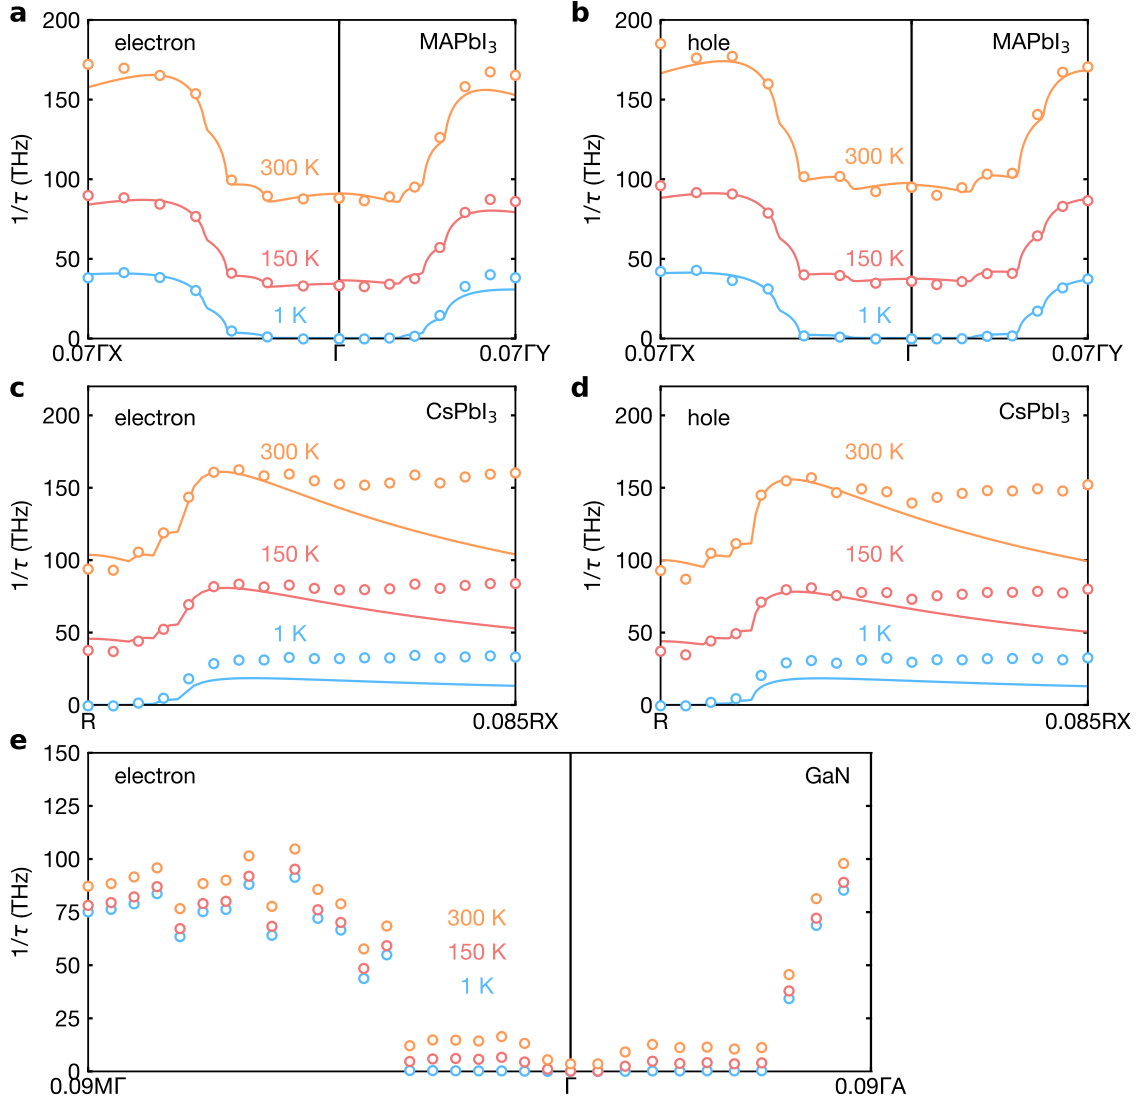 a
electron
MAPbI₃
300 K
150 K
1 K
200
150
100
50
0
1/τ (THz)
0.07ΓX
Γ
0.07ΓY
b
hole
MAPbI₃
300 K
150 K
1 K
200
150
100
50
0
1/τ (THz)
0.07ΓX
Γ
0.07ΓY
c
electron
CsPbI₃
300 K
150 K
1 K
200
150
100
50
0
1/τ (THz)
R
0.085RX
d
hole
CsPbI₃
300 K
150 K
1 K
200
150
100
50
0
1/τ (THz)
R
0.085RX
e
electron
GaN
300 K
150 K
1 K
150
125
100
75
50
25
0
1/τ (THz)
0.09MΓ
Γ
0.09ΓA